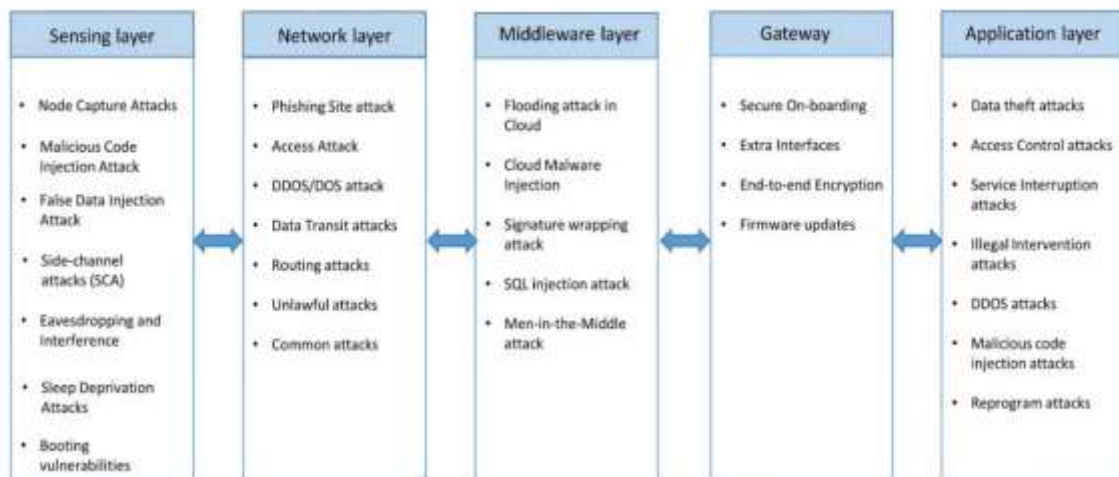 Sensing layer
• Node Capture Attacks
• Malicious Code
Injection Attack
• False Data Injection
Attack
• Side-channel
attacks (SCA)
• Eavesdropping and
Interference
• Sleep Deprivation
Attacks
• Booting
vulnerabilities
Network layer
• Phishing Site attack
• Access Attack
• DDOS/DOS attack
• Data Transit attacks
• Routing attacks
• Unlawful attacks
• Common attacks
Middleware layer
• Flooding attack in
Cloud
• Cloud Malware
Injection
• Signature wrapping
attack
• SQL injection attack
• Men-in-the-Middle
attack
Gateway
• Secure On-boarding
• Extra Interfaces
• End-to-end Encryption
• Firmware updates
Application layer
• Data theft attacks
• Access Control attacks
• Service Interruption
attacks
• Illegal Intervention
attacks
• DDOS attacks
• Malicious code
injection attacks
• Reprogram attacks